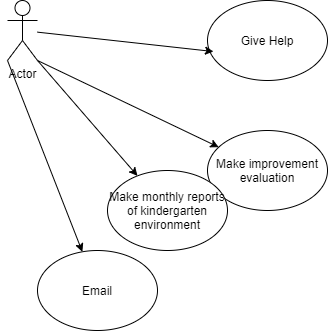 Give Help
Actor
Make improvement
evaluation
Make monthly reports
of kindergarten
environment
Email